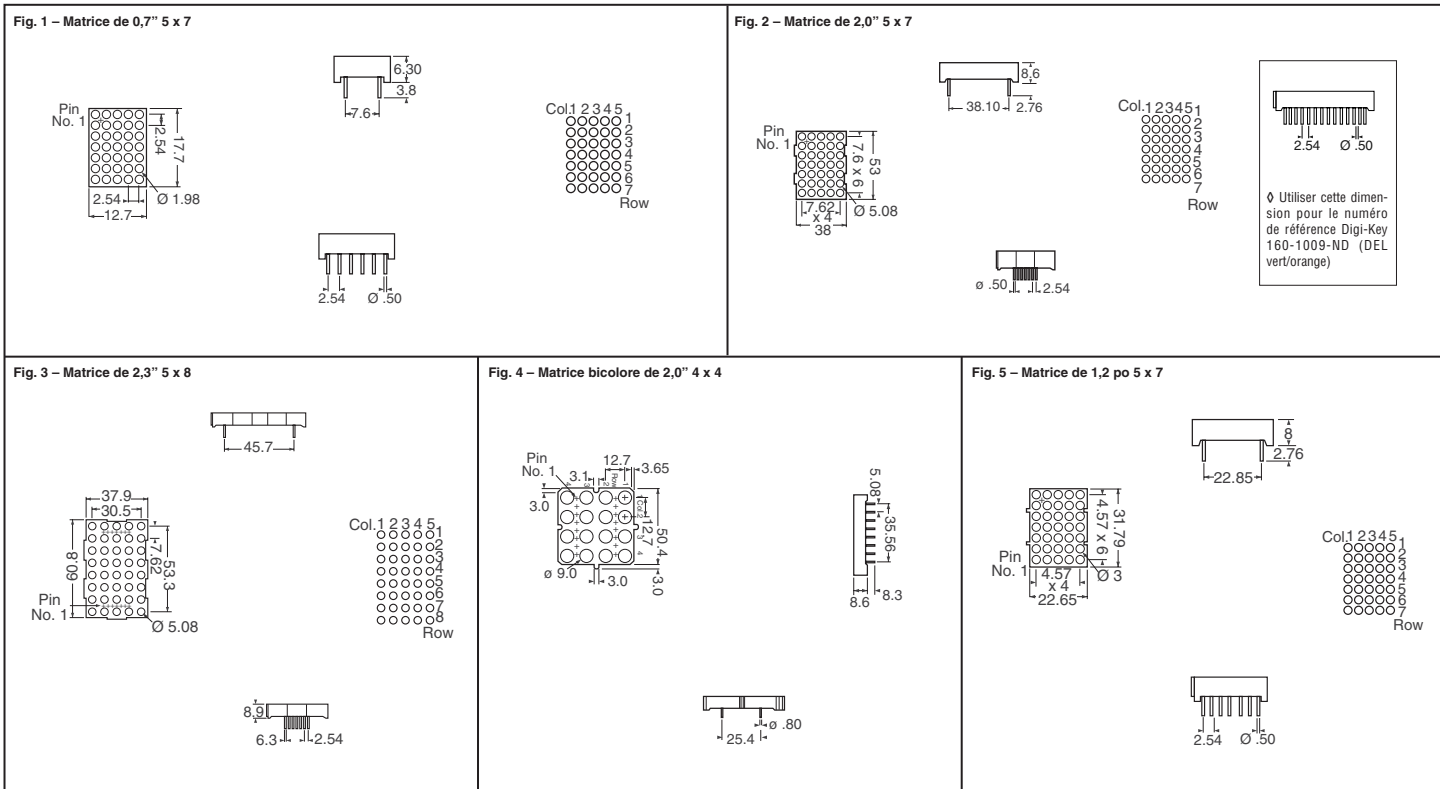 Fig. 1 – Matrice de 0,7" 5 x 7
6.30
3.8
7.6
Pin
No. 1
2.54
17.7
2.54
Ø 1.98
12.7
Col.1 2 3 4 5
1
2
3
4
5
6
7
Row
2.54
Ø .50
Fig. 2 – Matrice de 2,0" 5 x 7
8.6
38.10
2.76
Pin
No. 1
7.6 x 6
53
7.62
x 4
Ø 5.08
38
Col.1 2 3 4 5
1
2
3
4
5
6
7
Row
ø .50
2.54
2.54
Ø .50
◊ Utiliser cette dimen-
sion pour le numéro
de référence Digi-Key
160-1009-ND (DEL
vert/orange)
Fig. 3 – Matrice de 2,3" 5 x 8
45.7
37.9
30.5
60.8
7.62
53.3
Pin
No. 1
Ø 5.08
Col.1 2 3 4 5
1
2
3
4
5
6
7
8
Row
8.9
6.3
2.54
Fig. 4 – Matrice bicolore de 2,0" 4 x 4
Pin
No. 1
12.7
3.1
3.65
4
3
Row
2
1
3.0
1
Col.
2
3
4
12.7
50.4
ø 9.0
3.0
3.0
5.08
35.56
8.6
8.3
25.4
ø .80
Fig. 5 – Matrice de 1,2 po 5 x 7
8
2.76
22.85
4.57 x 6
31.79
Pin
No. 1
4.57
x 4
Ø 3
22.65
Col.1 2 3 4 5
1
2
3
4
5
6
7
Row
2.54
Ø .50